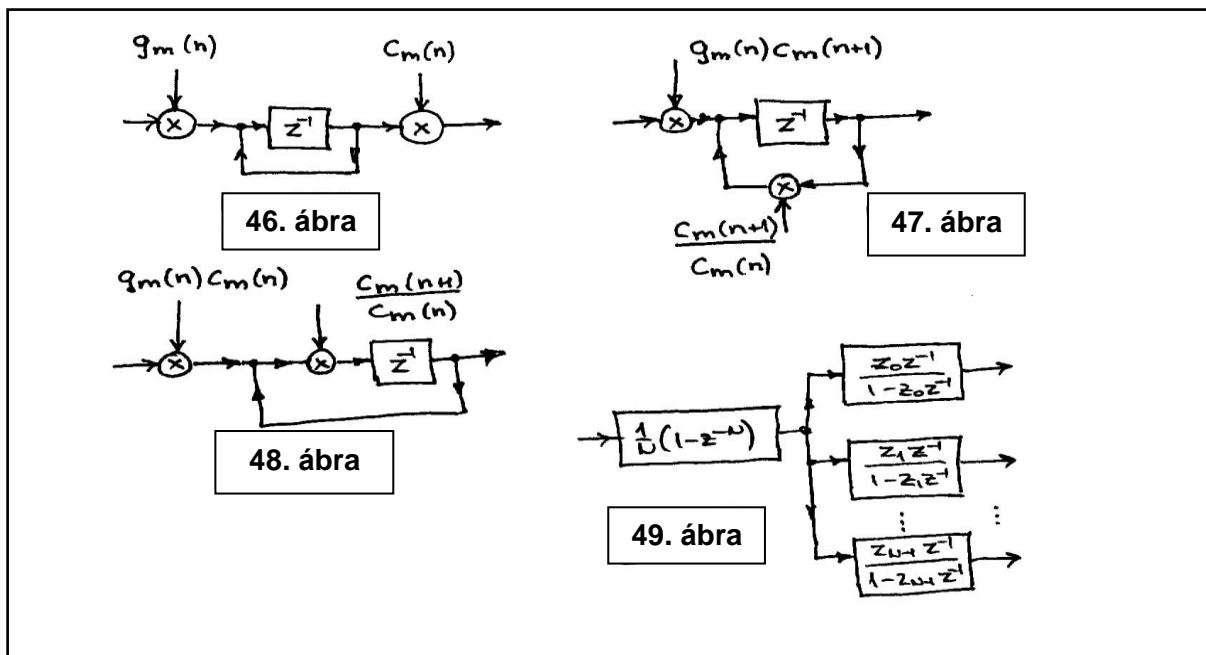 gm(n)
cm(n)
×
z⁻¹
×
46. ábra
gm(n) cm(n+1)
×
z⁻¹
×
cm(n+1)
cm(n)
47. ábra
gm(n) cm(n)
cm(n+1)
cm(n)
×
×
z⁻¹
48. ábra
1/N (1-z⁻ᴺ)
z₀z⁻¹
1-z₀z⁻¹
z₁z⁻¹
1-z₁z⁻¹
⋮
⋮
zN-1 z⁻¹
1-zN-1 z⁻¹
49. ábra